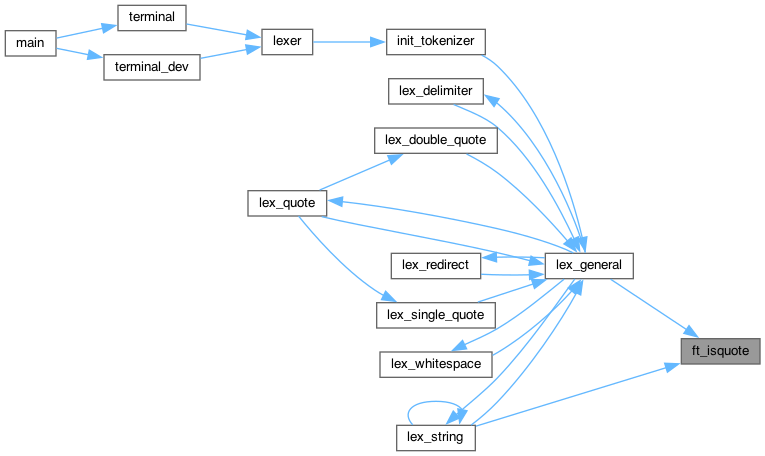 terminal
main
lexer
init_tokenizer
terminal_dev
lex_delimiter
lex_double_quote
lex_quote
lex_redirect
lex_general
lex_single_quote
ft_isquote
lex_whitespace
lex_string